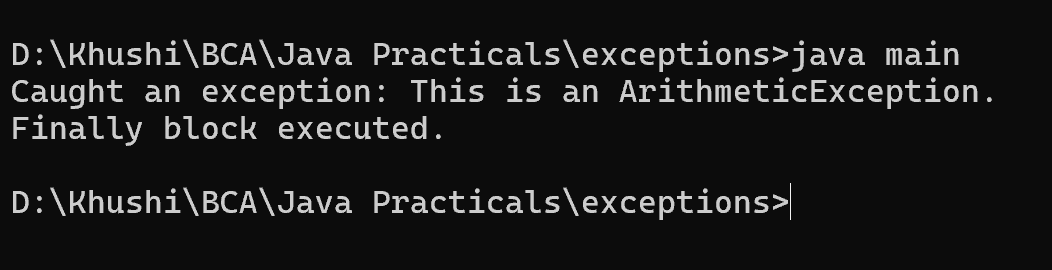 D:\Khushi\BCA\Java Practicals\exceptions>java main
Caught an exception: This is an ArithmeticException.
Finally block executed.
D:\Khushi\BCA\Java Practicals\exceptions>